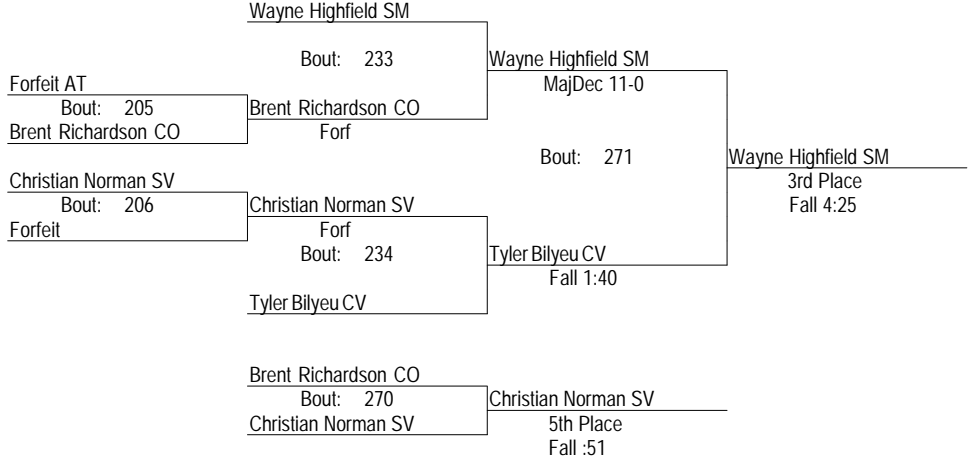 Wayne Highfield SM
Bout: 233
Wayne Highfield SM
MajDec 11-0
Forfeit AT
Bout: 205
Brent Richardson CO
Brent Richardson CO
Forf
Bout: 271
Wayne Highfield SM
3rd Place
Fall 4:25
Christian Norman SV
Bout: 206
Forfeit
Christian Norman SV
Forf
Bout: 234
Tyler Bilyeu CV
Fall 1:40
Tyler Bilyeu CV
Brent Richardson CO
Bout: 270
Christian Norman SV
Christian Norman SV
5th Place
Fall :51